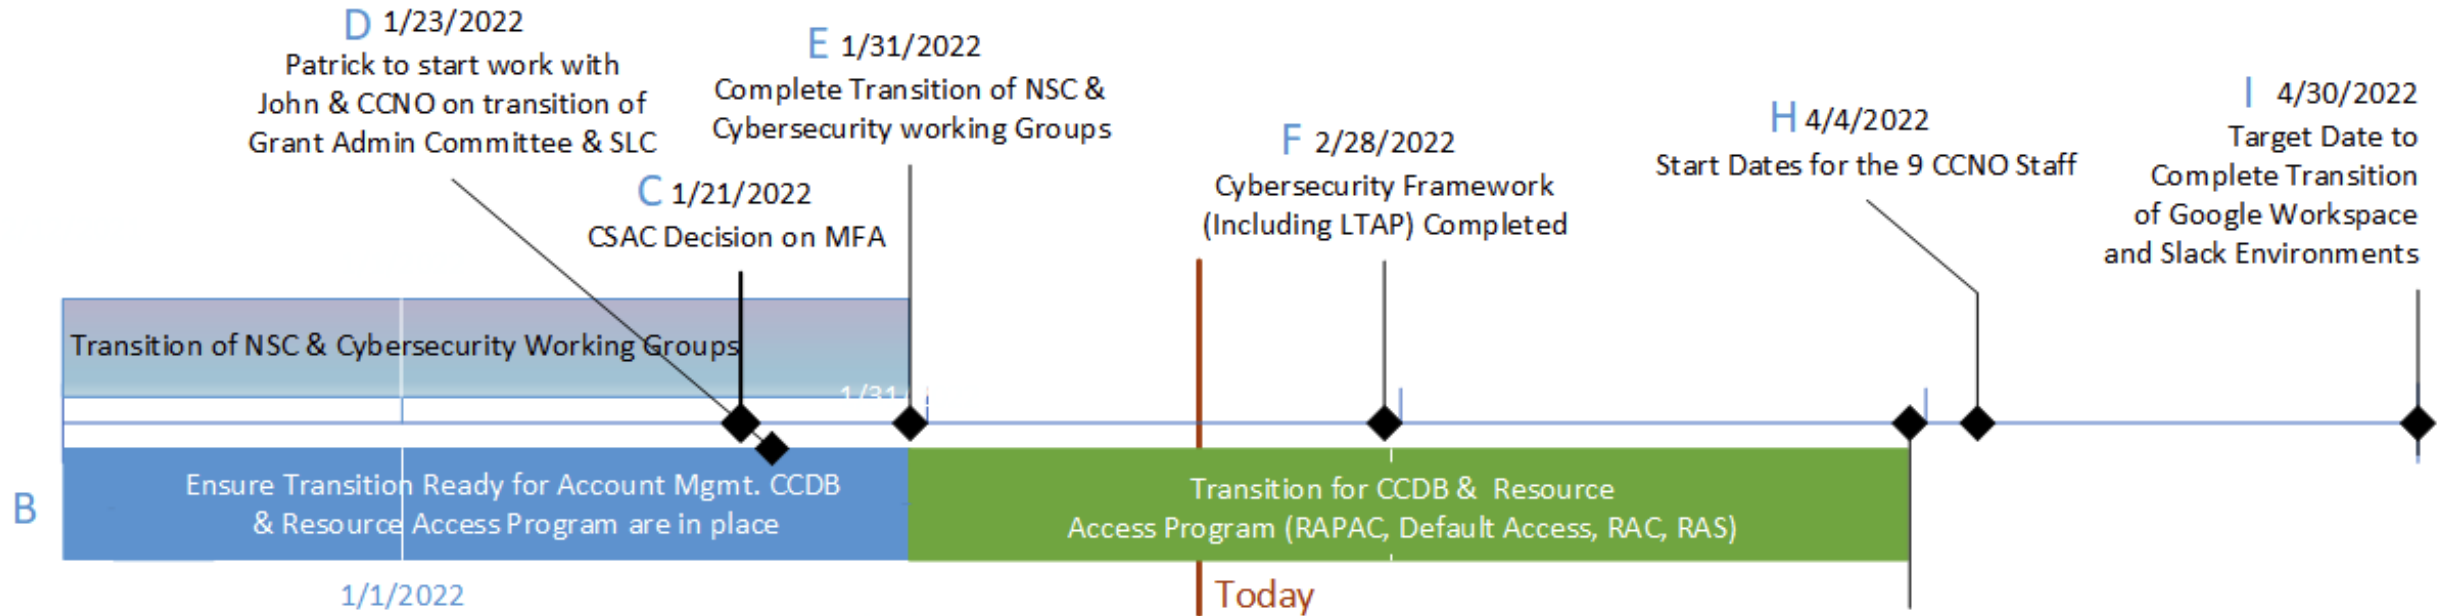 D 1/23/2022
Patrick to start work with
John & CCNO on transition of
Grant Admin Committee & SLC
C 1/21/2022
CSAC Decision on MFA
E 1/31/2022
Complete Transition of NSC &
Cybersecurity working Groups
F 2/28/2022
Cybersecurity Framework
(Including LTAP) Completed
H 4/4/2022
Start Dates for the 9 CCNO Staff
I 4/30/2022
Target Date to
Complete Transition
of Google Workspace
and Slack Environments
Transition of NSC & Cybersecurity Working Groups
1/31/
B
Ensure Transition Ready for Account Mgmt. CCDB
& Resource Access Program are in place
Transition for CCDB & Resource
Access Program (RAPAC, Default Access, RAC, RAS)
1/1/2022
Today